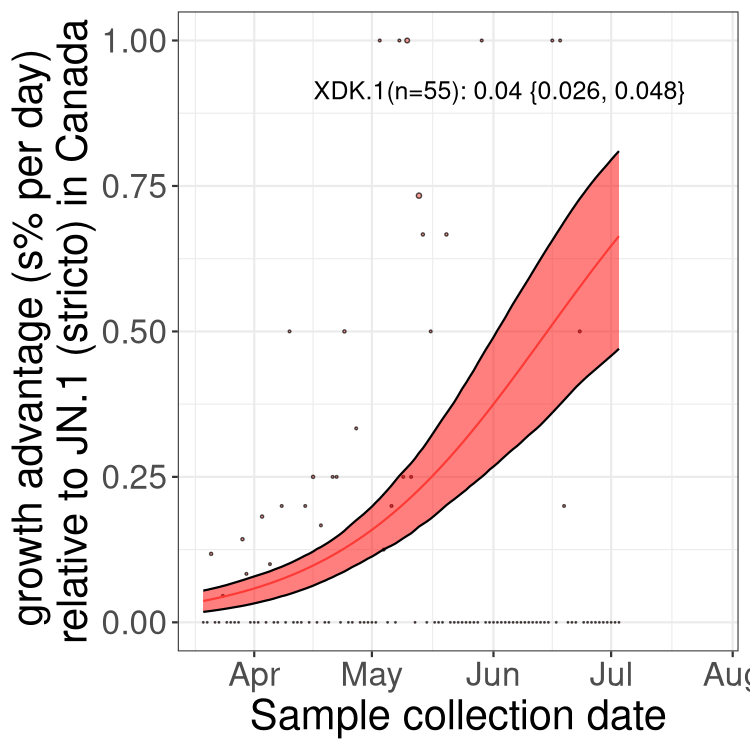 growth advantage (s% per day)
relative to JN.1 (stricto) in Canada
1.00
0.75
0.50
0.25
0.00
XDK.1(n=55): 0.04 {0.026, 0.048}
Apr May Jun Jul Aug
Sample collection date